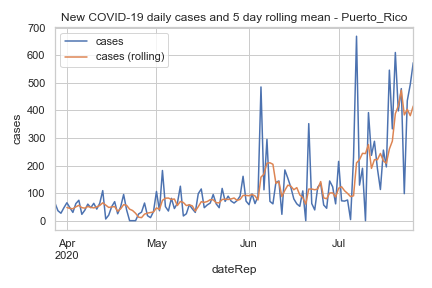 New COVID-19 daily cases and 5 day rolling mean - Puerto_Rico
cases
cases (rolling)
700
600
500
400
300
200
100
0
cases
Apr
2020
May
Jun
Jul
dateRep